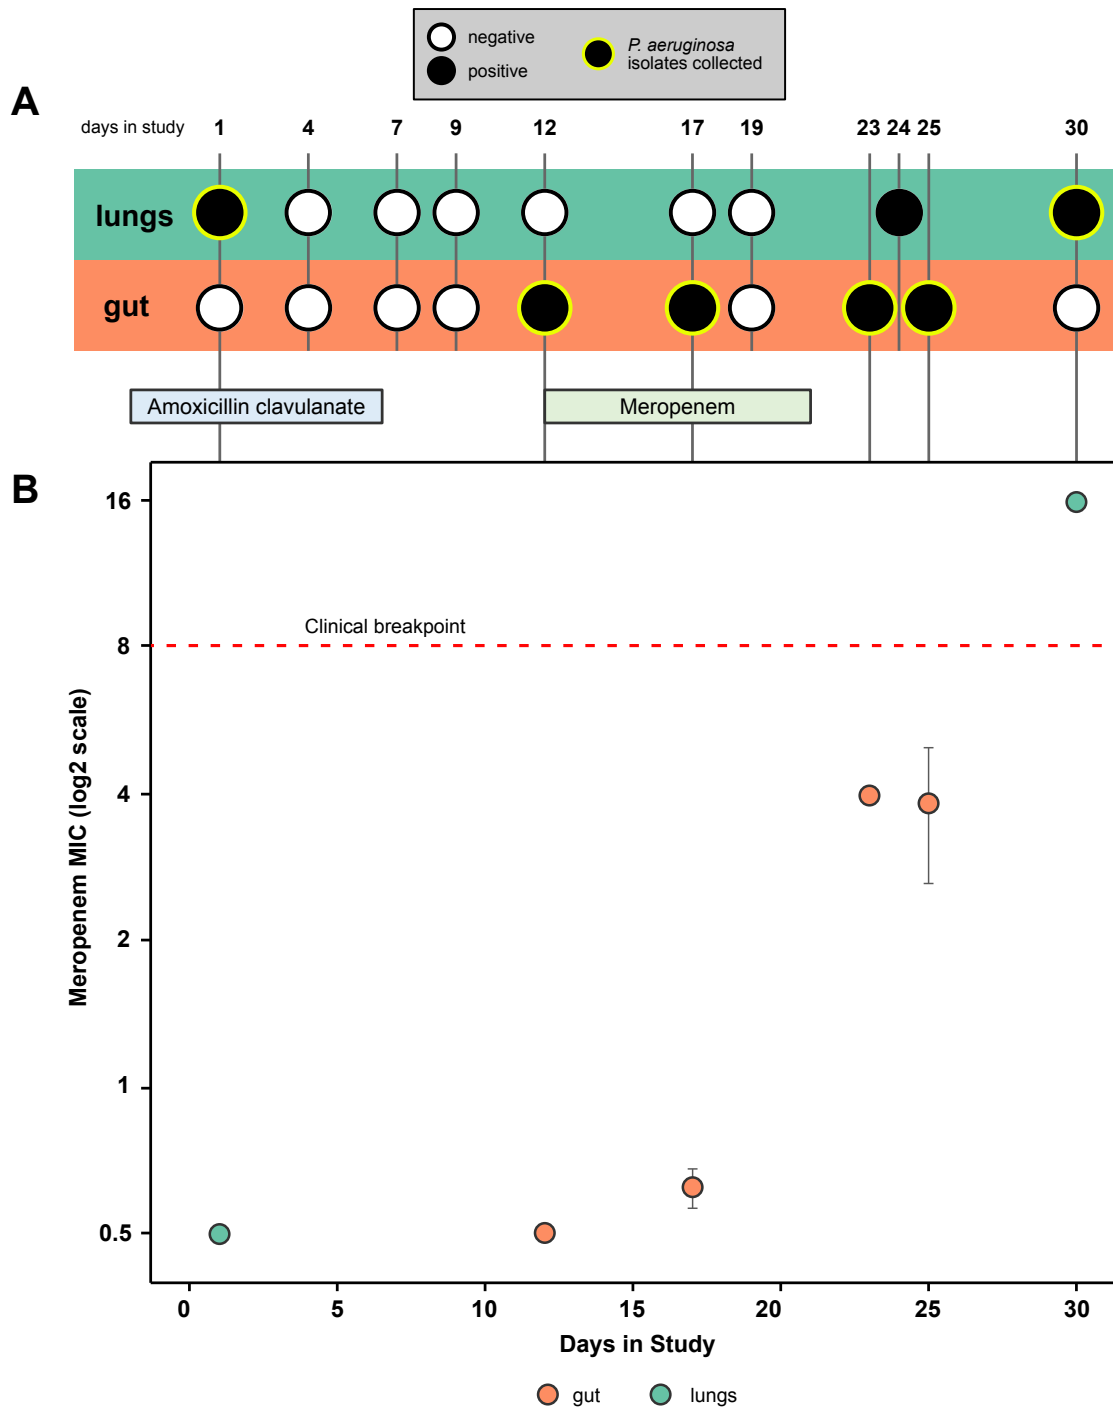 negative
positive
P. aeruginosa
isolates collected
A
days in study 1 4 7 9 12 17 19 23 24 25 30
lungs
gut
Amoxicillin clavulanate
Meropenem
B
16
Clinical breakpoint
8
4
2
1
0.5
Meropenem MIC (log2 scale)
0 5 10 15 20 25 30
Days in Study
gut lungs